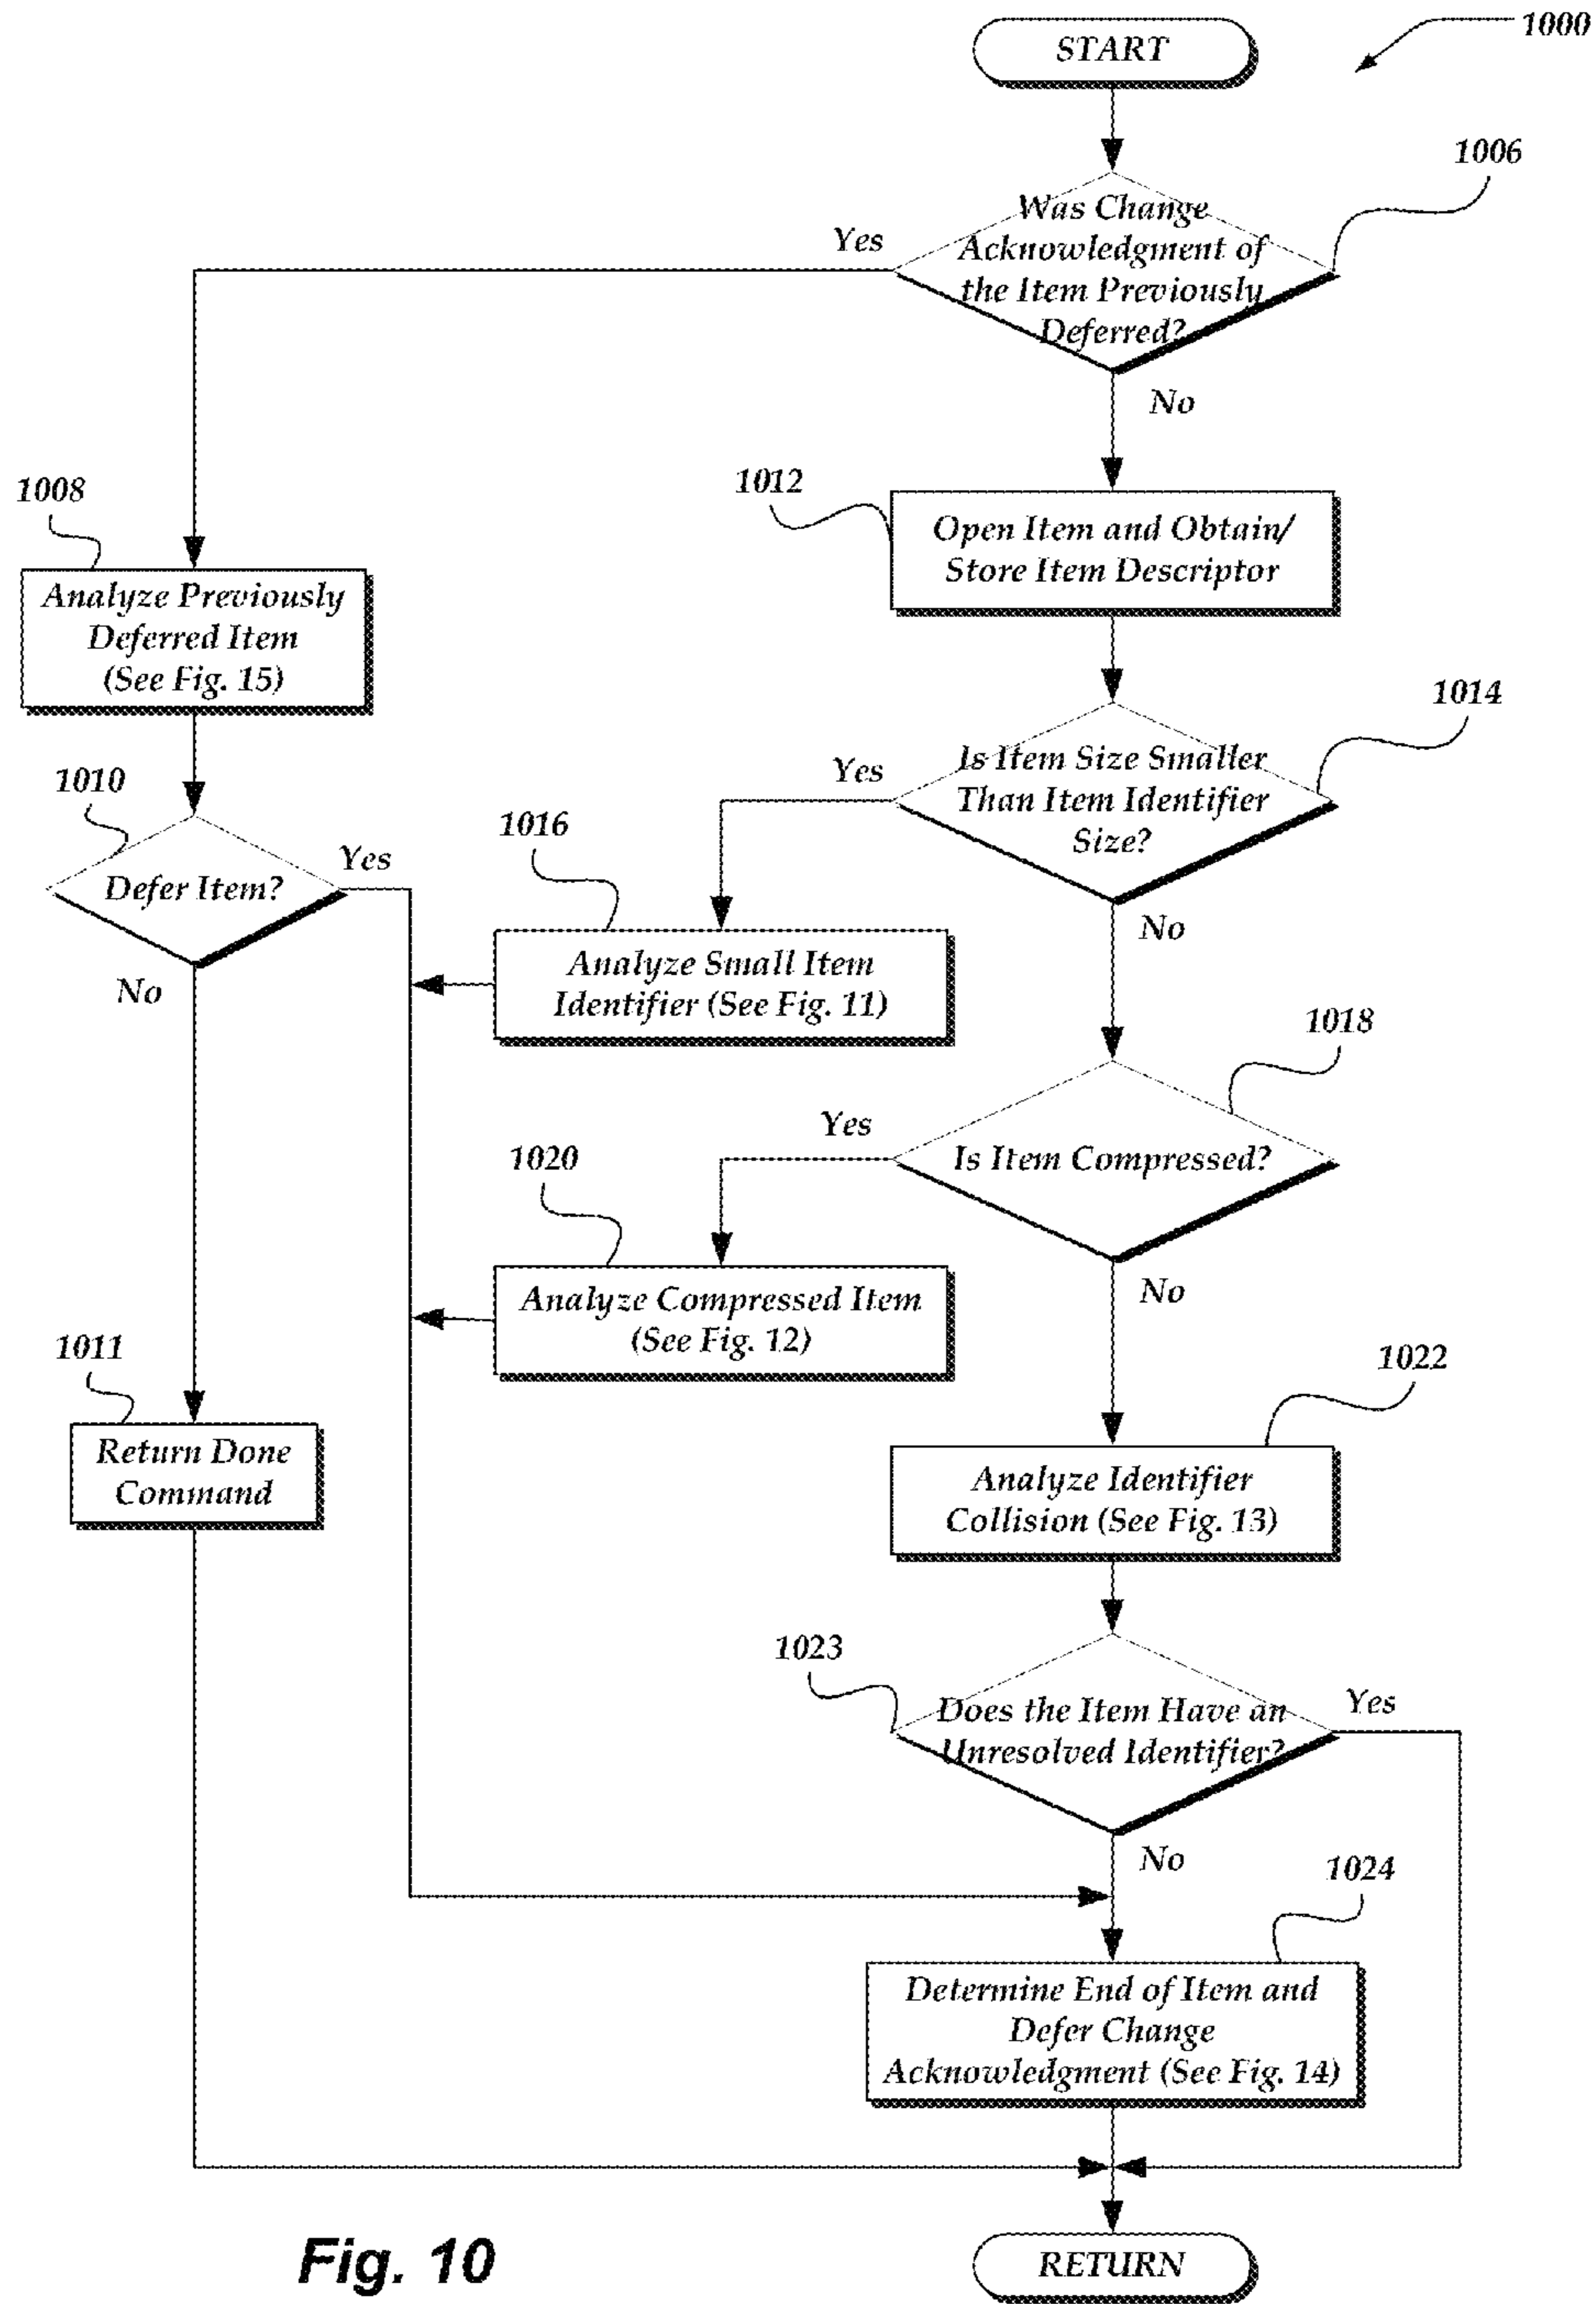 START
1000
1006
Was Change
Acknowledgment of
the Item Previously
Deferred?
Yes
No
1008
Analyze Previously
Deferred Item
(See Fig. 15)
1012
Open Item and Obtain/
Store Item Descriptor
1014
Is Item Size Smaller
Than Item Identifier
Size?
Yes
No
1010
Defer Item?
Yes
No
1016
Analyze Small Item
Identifier (See Fig. 11)
1018
Is Item Compressed?
Yes
No
1020
Analyze Compressed Item
(See Fig. 12)
1011
Return Done
Command
1022
Analyze Identifier
Collision (See Fig. 13)
1023
Does the Item Have an
Unresolved Identifier?
Yes
No
1024
Determine End of Item and
Defer Change
Acknowledgment (See Fig. 14)
RETURN
Fig. 10